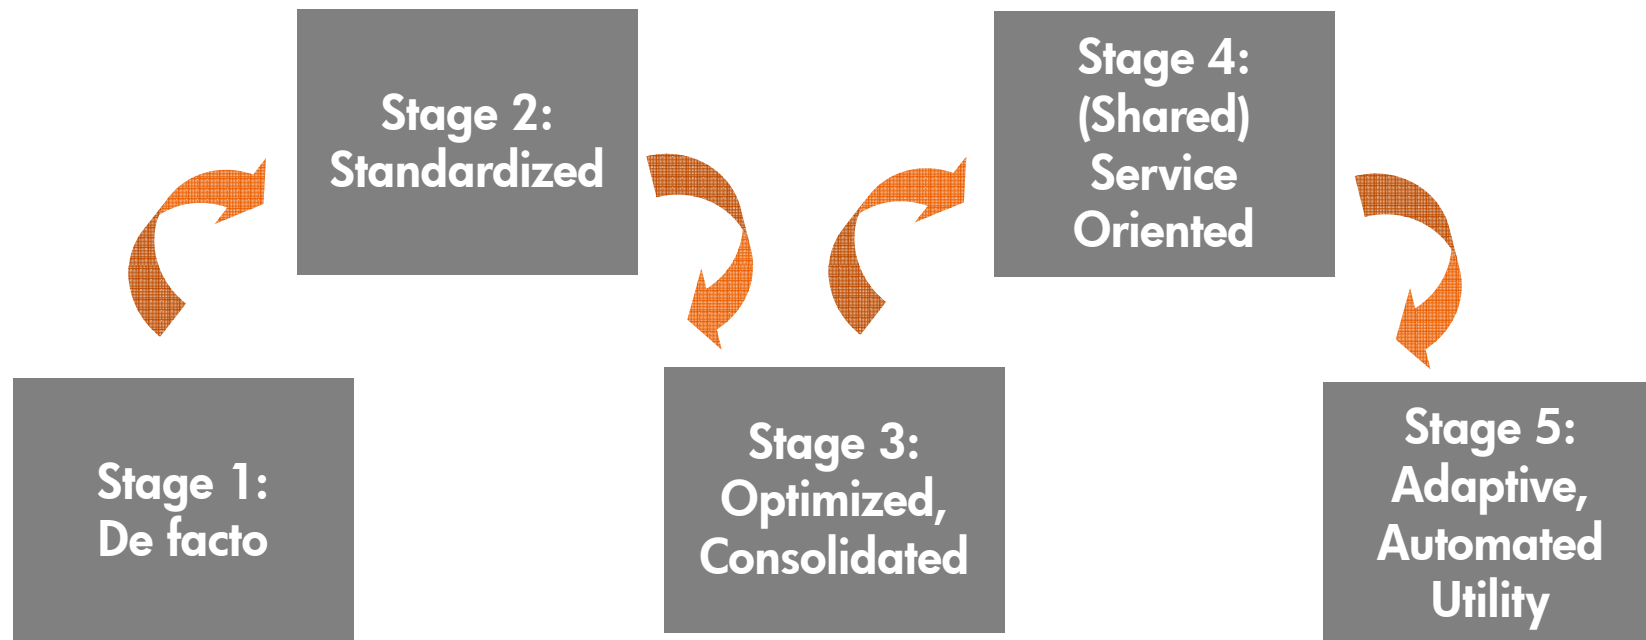 Stage 1:
De facto
Stage 2:
Standardized
Stage 3:
Optimized,
Consolidated
Stage 4:
(Shared)
Service
Oriented
Stage 5:
Adaptive,
Automated
Utility